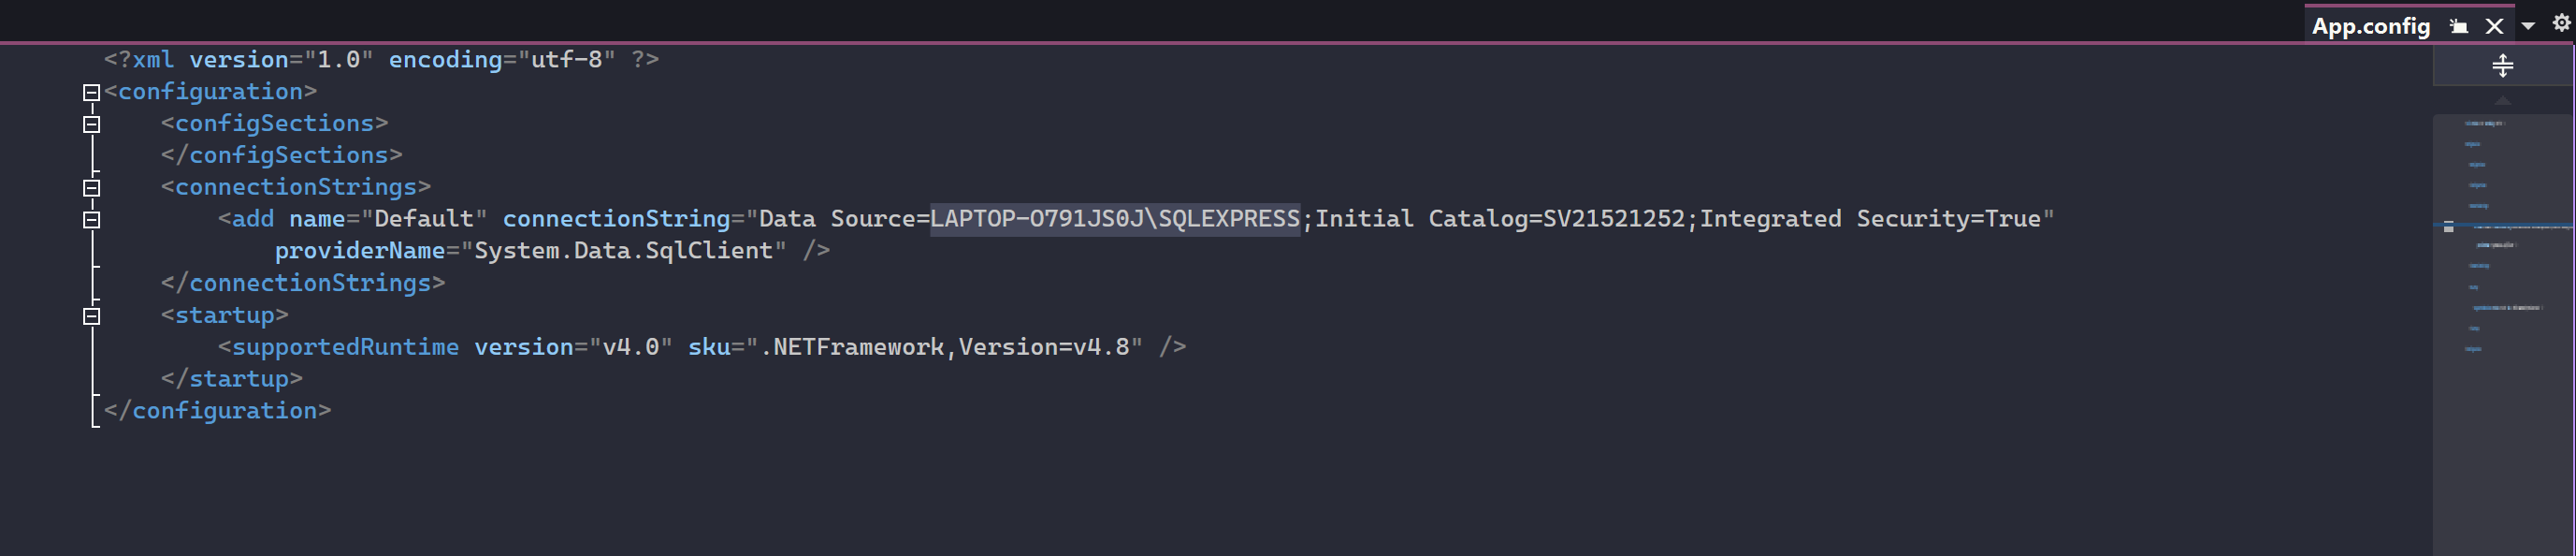 App.config
<?xml version="1.0" encoding="utf-8" ?>
<configuration>
<configSections>
</configSections>
<connectionStrings>
<add name="Default" connectionString="Data Source=LAPTOP-O791JS0J\SQLEXPRESS;Initial Catalog=SV21521252;Integrated Security=True"
providerName="System.Data.SqlClient" />
</connectionStrings>
<startup>
<supportedRuntime version="v4.0" sku=".NETFramework,Version=v4.8" />
</startup>
</configuration>